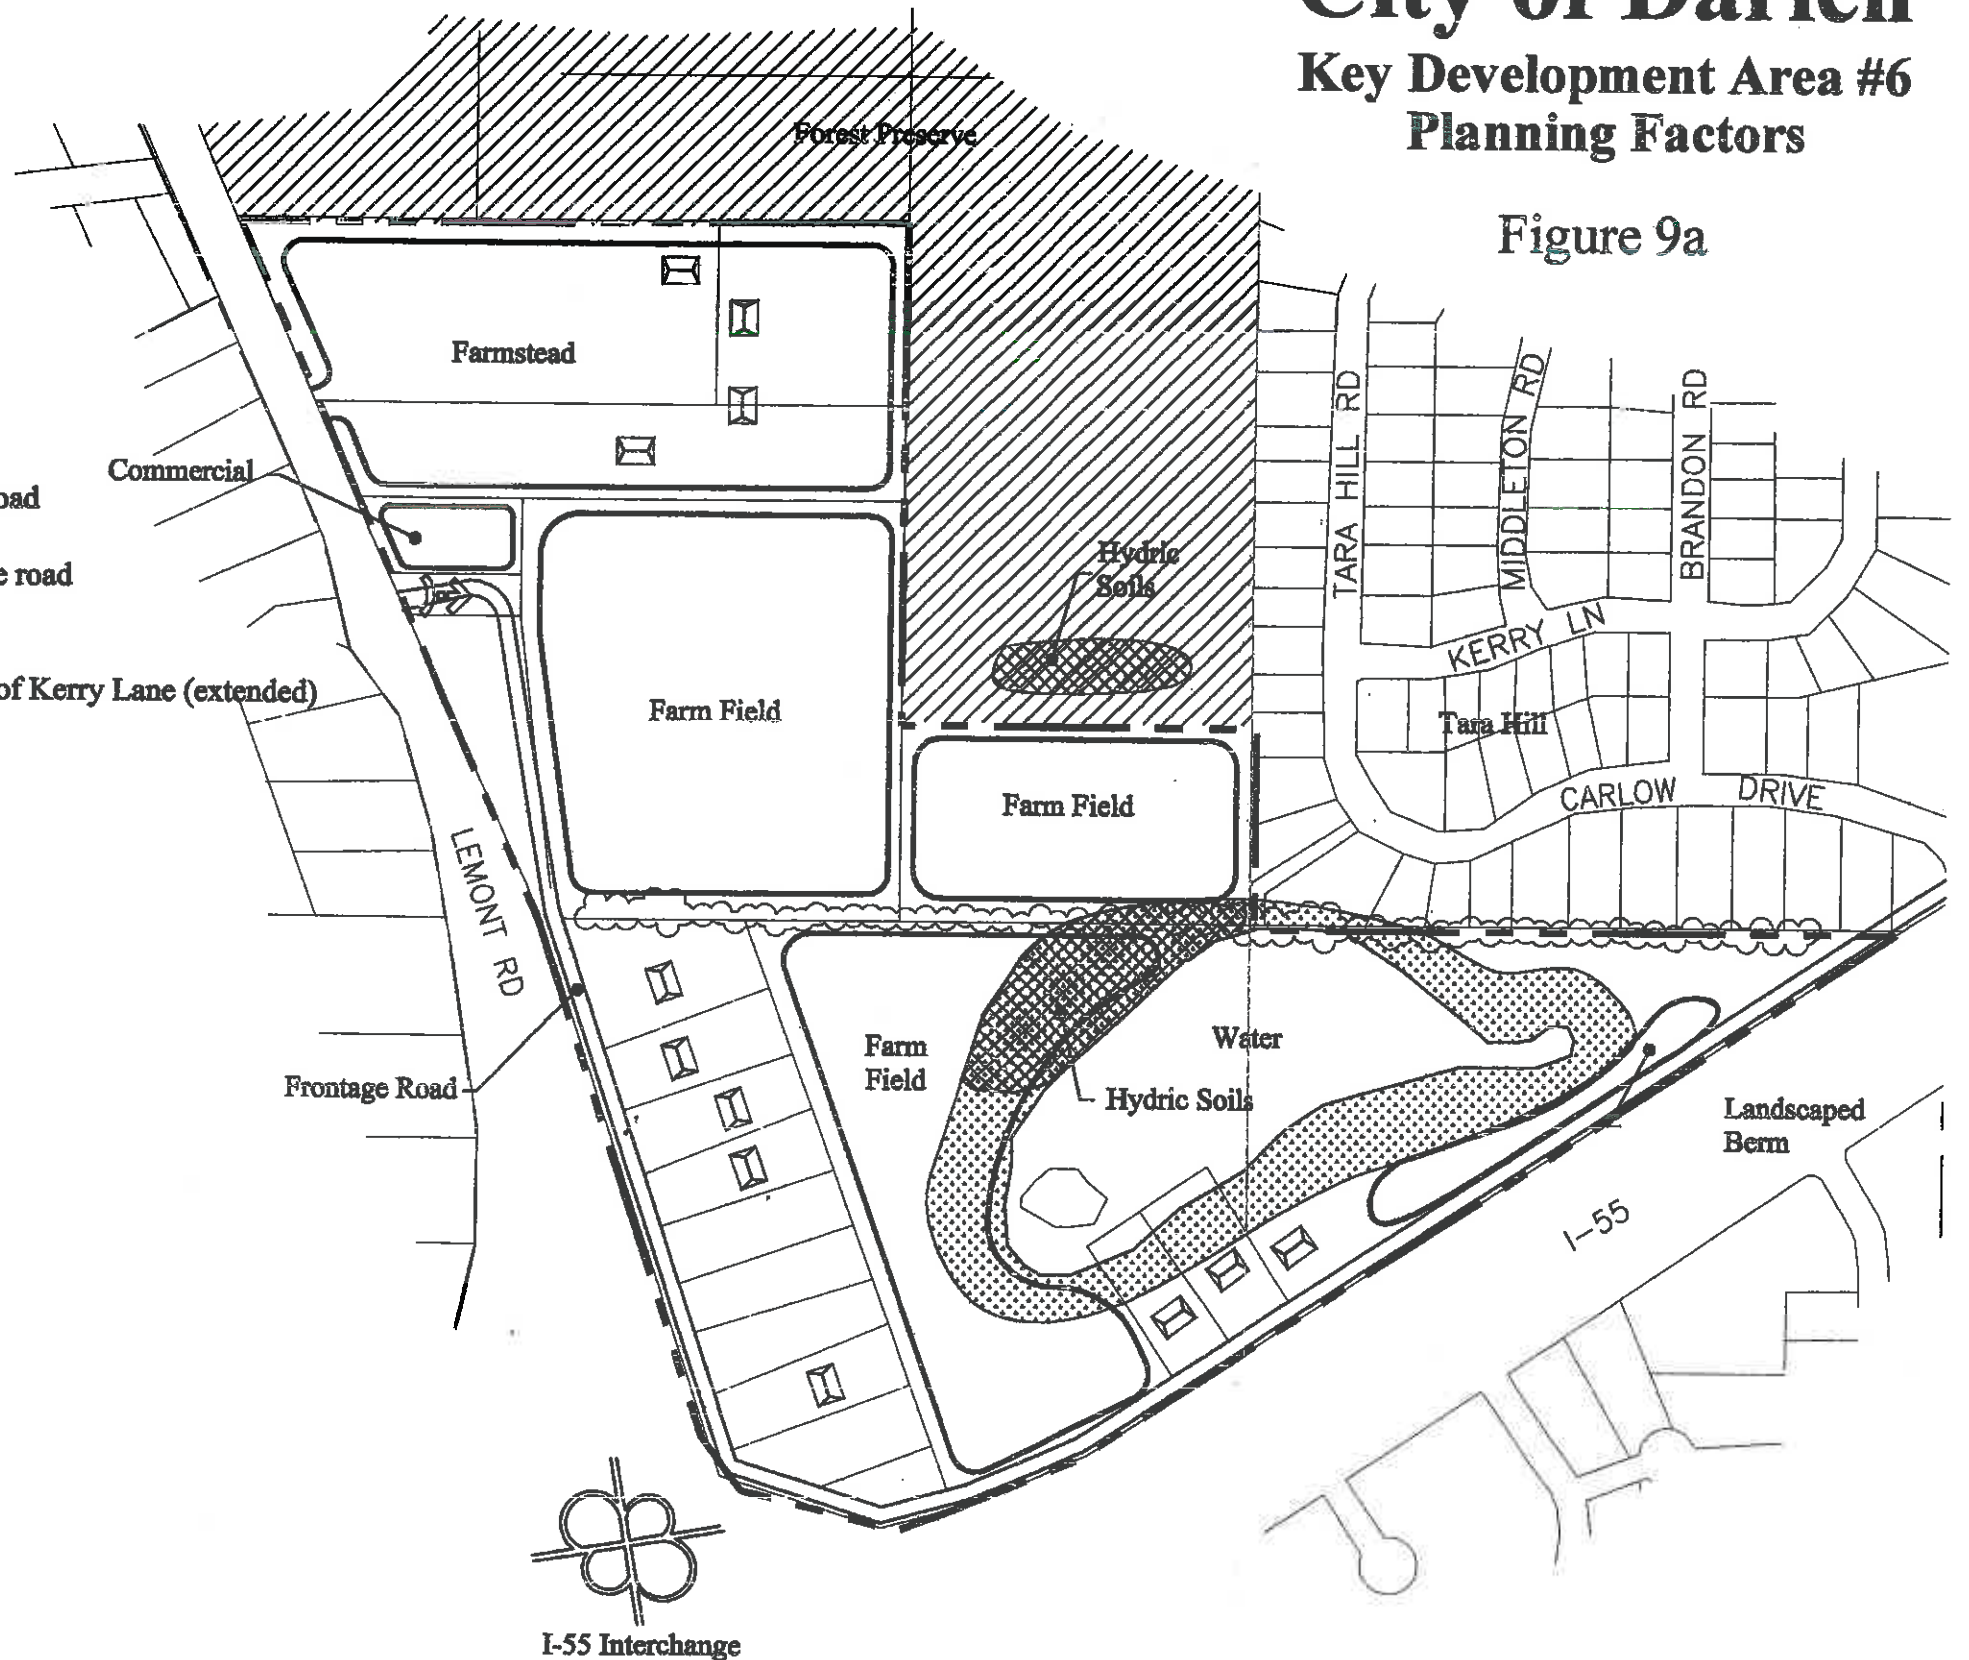 City of Darien
Key Development Area #6
Planning Factors
Figure 9a
Forest Preserve
Farmstead
Commercial
oad
e road
of Kerry Lane (extended)
Hydric
Soils
TARA HILL RD
MIDDLETON RD
BRANDON RD
KERRY LN
Farm Field
Tara Hill
CARLOW DRIVE
Farm Field
LEMONT RD
Farm
Field
Water
Frontage Road
Hydric Soils
Landscaped
Berm
I-55
I-55 Interchange